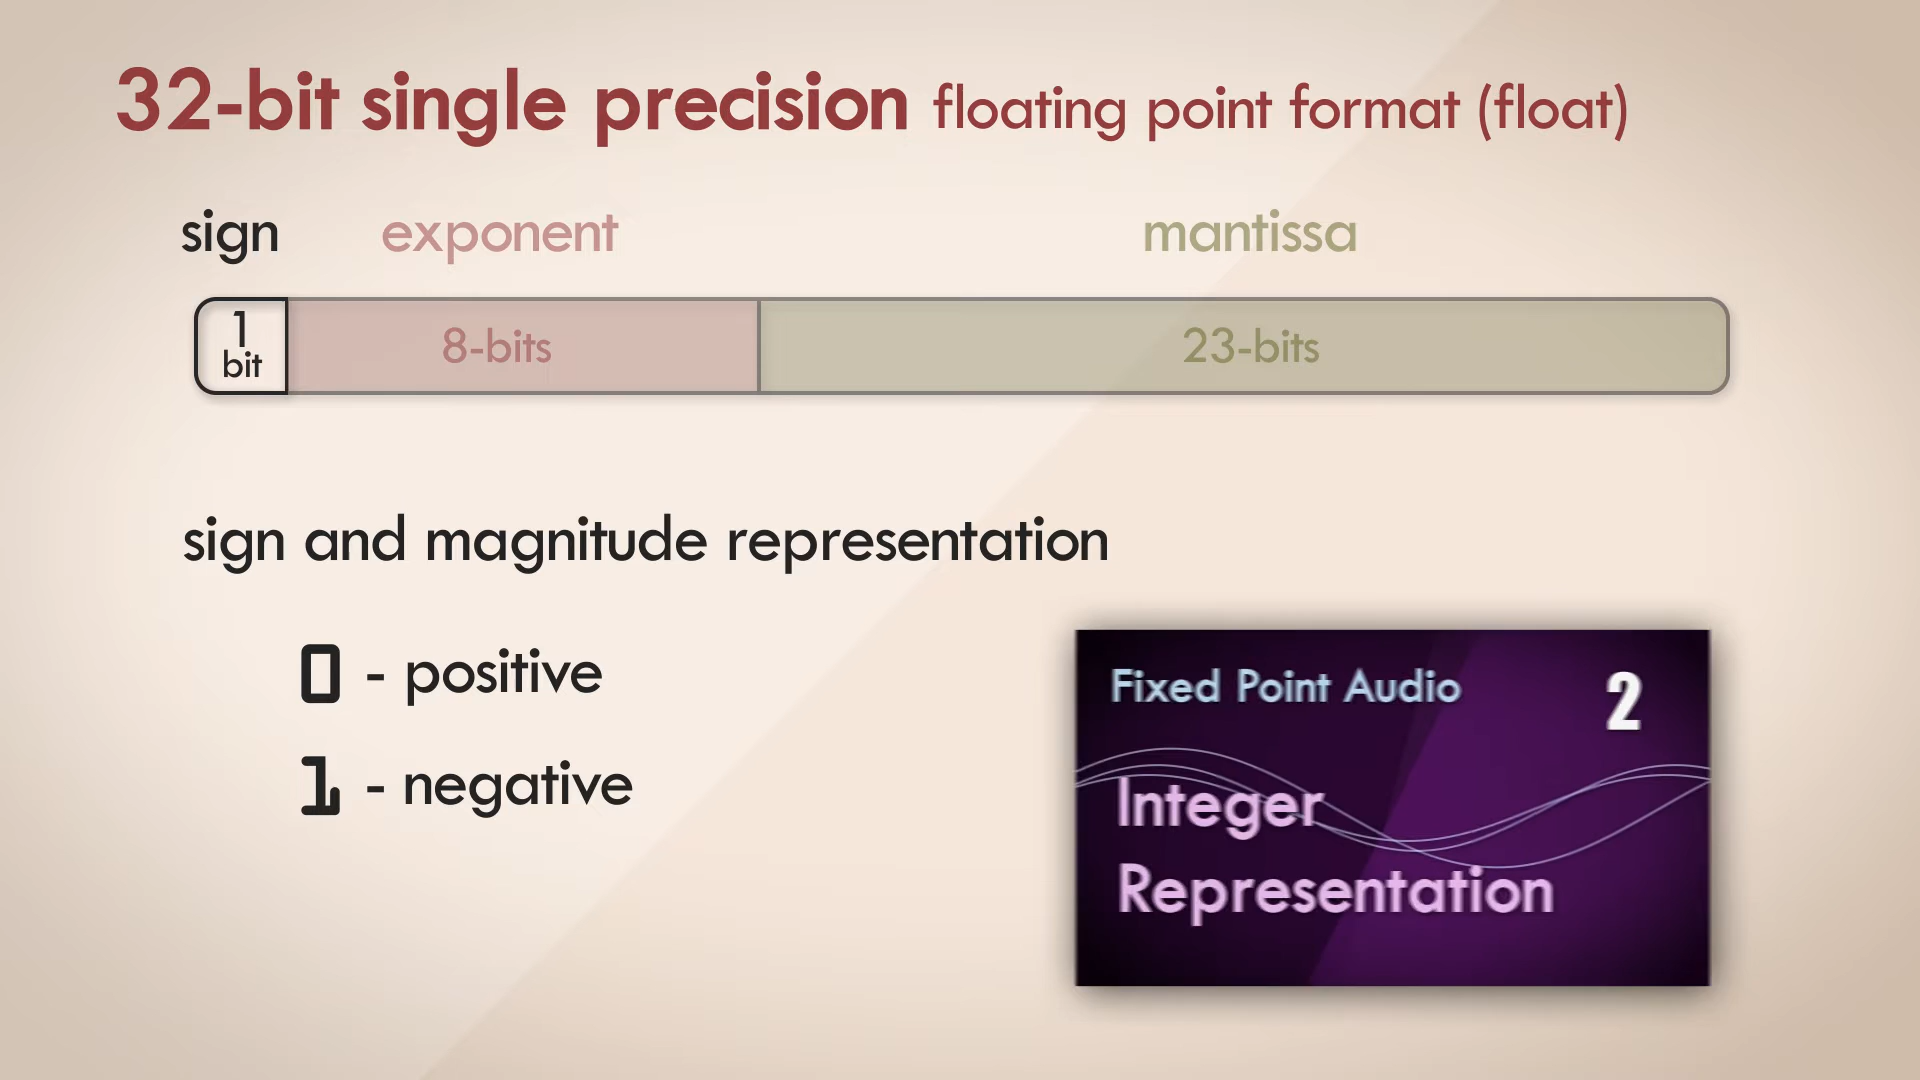 32-bit single precision floating point format (float)
sign exponent mantissa
1 bit 8-bits 23-bits
sign and magnitude representation
0 - positive
1 - negative
Fixed Point Audio 2
Integer
Representation